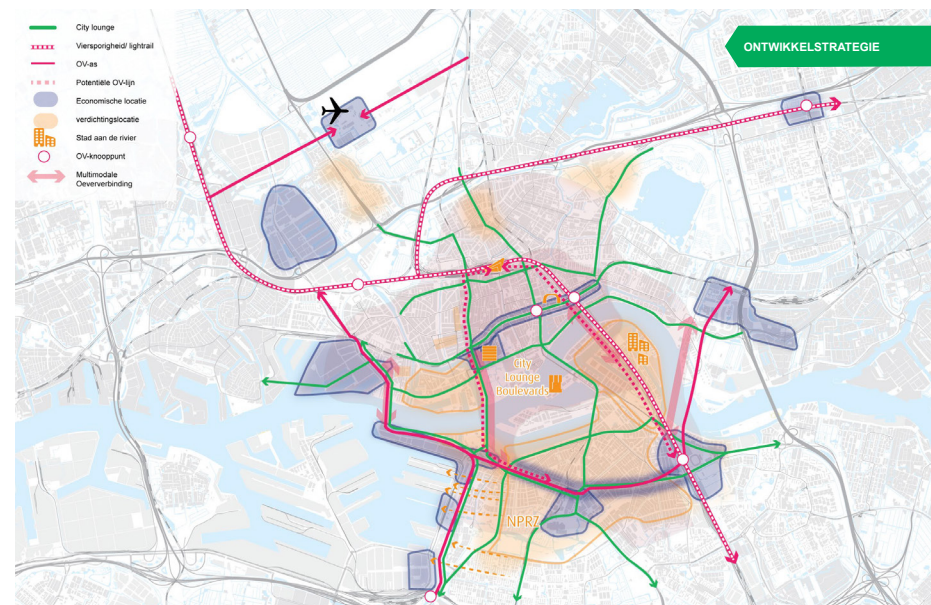 ONTWIKKELSTRATEGIE
City lounge
Viersporigheid/ lightrail
OV-as
Potentiële OV-lijn
Economische locatie
verdichtingslocatie
Stad aan de rivier
OV-knooppunt
Multimodale
Oeververbinding
City
Lounge
Boulevards
NPRZ